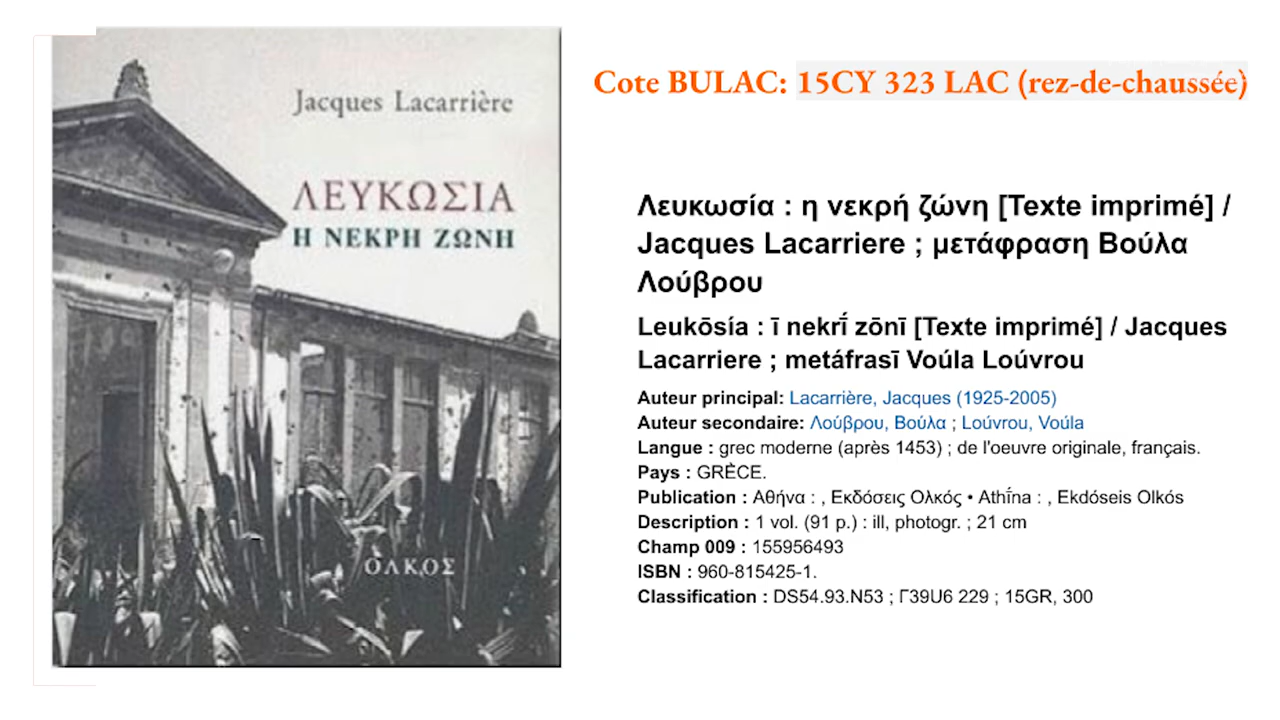 Jacques Lacarrière
ΛΕΥΚΩΣΙΑ
Η ΝΕΚΡΗ ΖΩΝΗ
ΟΛΚΟΣ
Cote BULAC: 15CY 323 LAC (rez-de-chaussée)
Λευκωσία : η νεκρή ζώνη [Texte imprimé] /
Jacques Lacarriere ; μετάφραση Βούλα
Λούβρου
Leukōsía : ī nekrī́ zōnī [Texte imprimé] / Jacques
Lacarriere ; metáfrasī Voúla Loúvrou
Auteur principal: Lacarrière, Jacques (1925-2005)
Auteur secondaire: Λούβρου, Βούλα ; Loúvrou, Voúla
Langue : grec moderne (après 1453) ; de l'oeuvre originale, français.
Pays : GRÈCE.
Publication : Αθήνα : , Εκδόσεις Ολκός • Athī́na : , Ekdóseis Olkós
Description : 1 vol. (91 p.) : ill, photogr. ; 21 cm
Champ 009 : 155956493
ISBN : 960-815425-1.
Classification : DS54.93.N53 ; Γ39U6 229 ; 15GR, 300